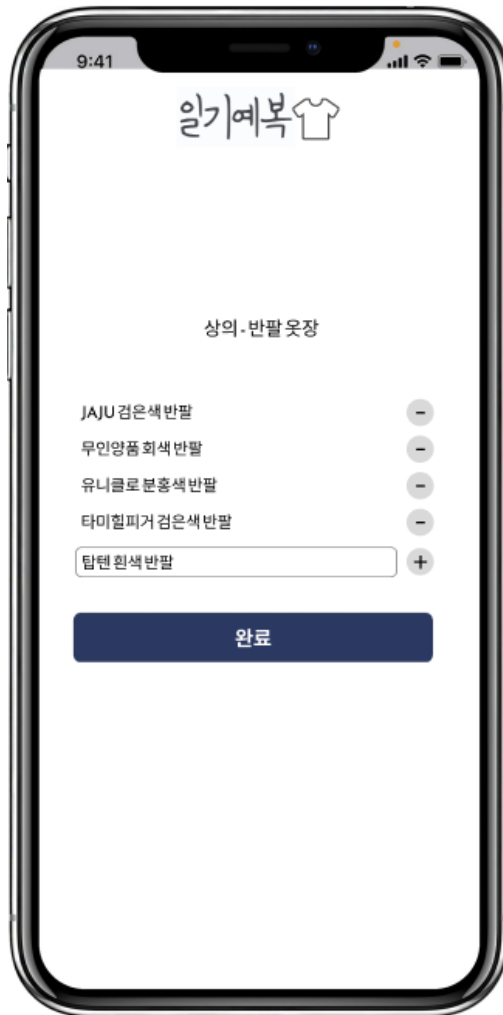 9:41
일기예복
상의 - 반팔 옷장
JAJU 검은색 반팔
－
무인양품 회색 반팔
－
유니클로 분홍색 반팔
－
타미힐피거 검은색 반팔
－
탑텐 흰색 반팔
+
완료